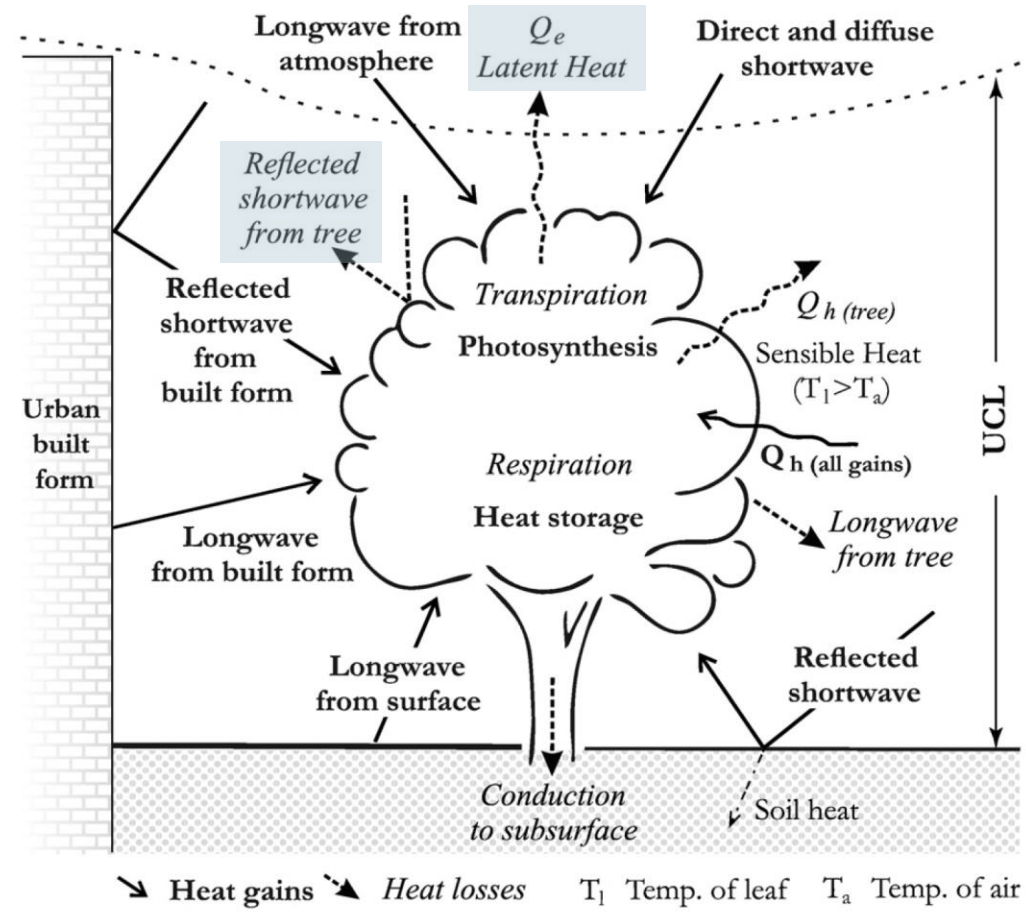 Longwave from
atmosphere
Qe
Latent Heat
Direct and diffuse
shortwave
Reflected
shortwave
from tree
Reflected
shortwave
from
built form
Transpiration
Photosynthesis
Qh (tree)
Sensible Heat
(Tl>Ta)
Urban
built
form
UCL
Respiration
Qh (all gains)
Heat storage
Longwave
from tree
Longwave
from built form
Longwave
from surface
Reflected
shortwave
Conduction
to subsurface
Soil heat
Heat gains Heat losses Tl Temp. of leaf Ta Temp. of air